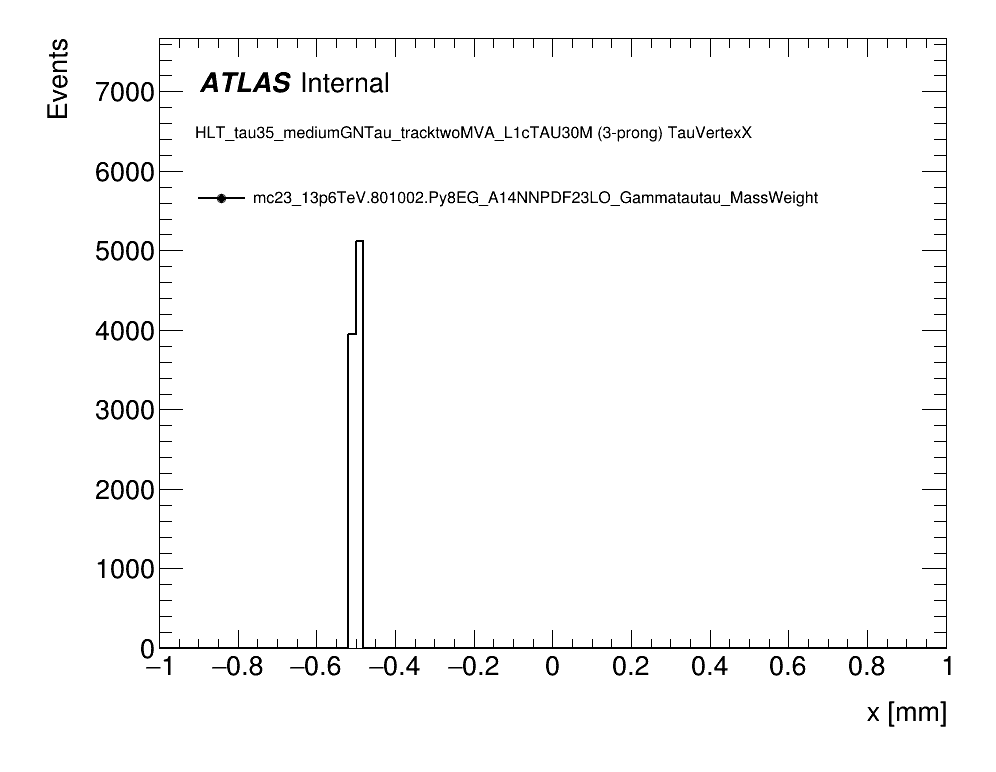 Events
7000
6000
5000
4000
3000
2000
1000
0
ATLAS Internal
HLT_tau35_mediumGNTau_tracktwoMVA_L1cTAU30M (3-prong) TauVertexX
mc23_13p6TeV.801002.Py8EG_A14NNPDF23LO_Gammatautau_MassWeight
−1 −0.8 −0.6 −0.4 −0.2 0 0.2 0.4 0.6 0.8 1
x [mm]